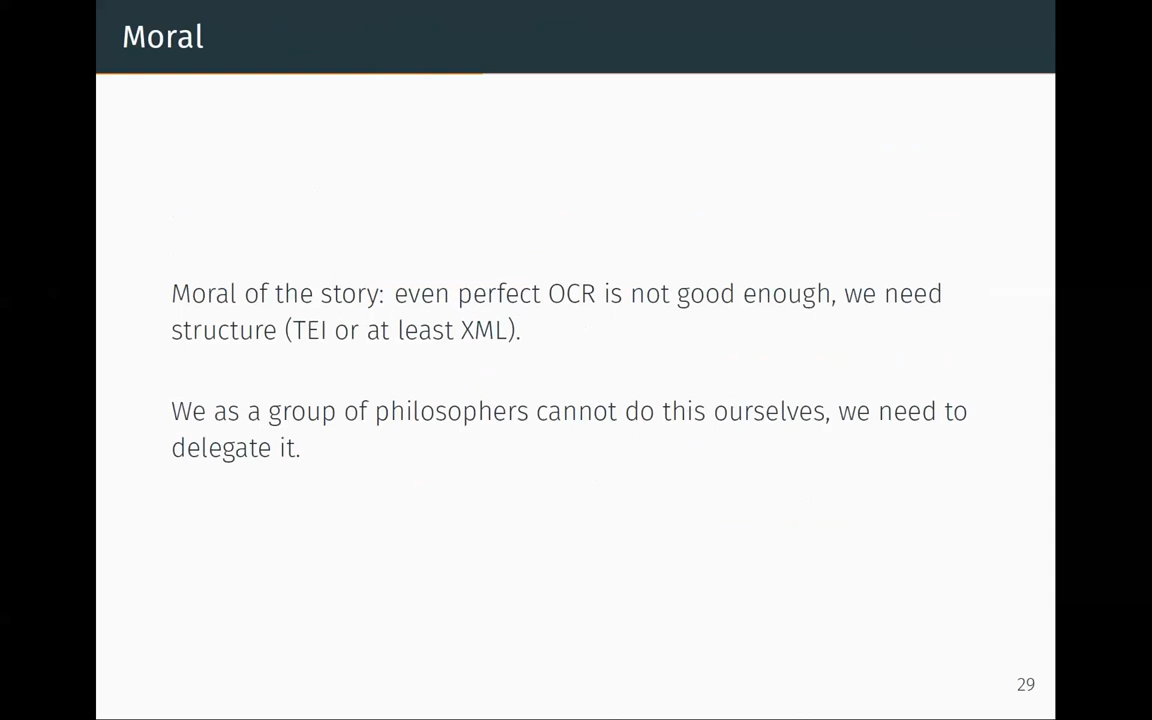 Moral
Moral of the story: even perfect OCR is not good enough, we need
structure (TEI or at least XML).
We as a group of philosophers cannot do this ourselves, we need to
delegate it.
29